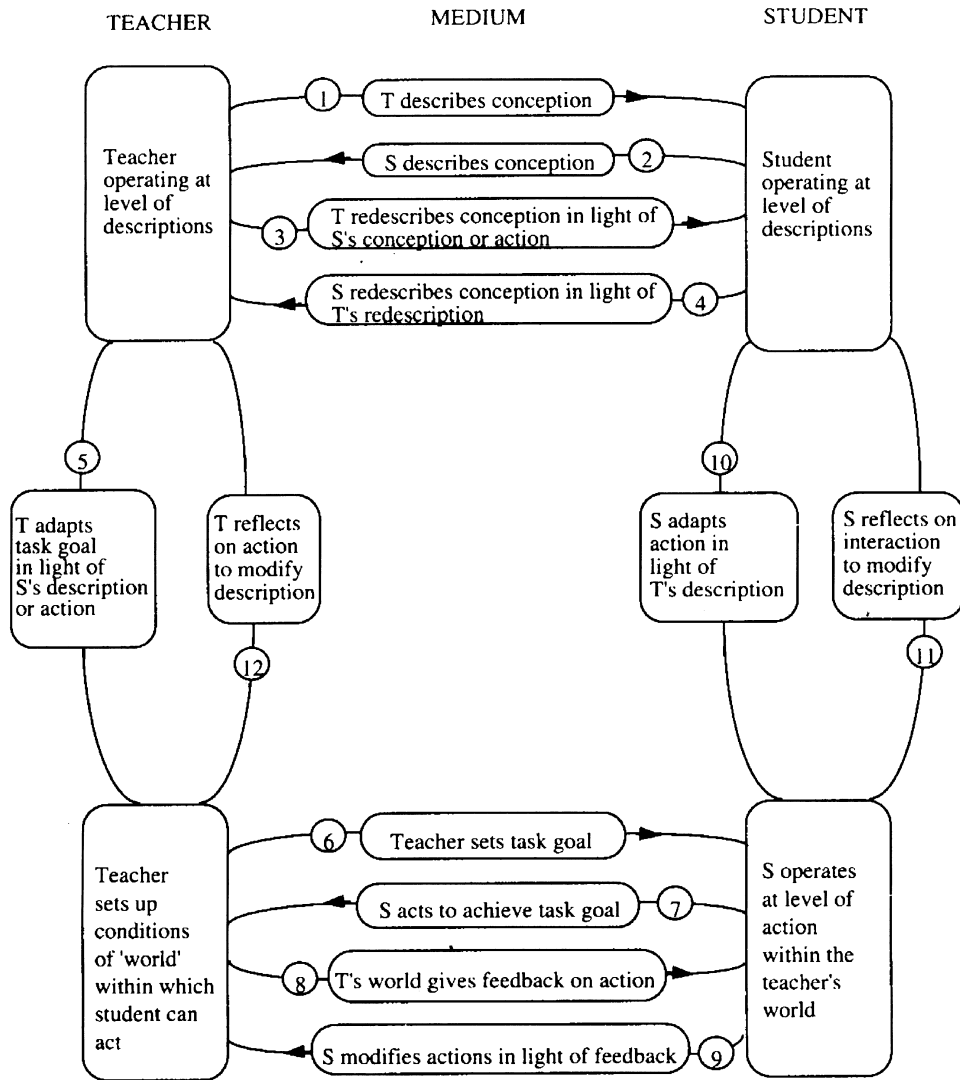 TEACHER MEDIUM STUDENT
1 T describes conception
S describes conception 2
Teacher
operating at
level of
descriptions
Student
operating at
level of
descriptions
3 T redescribes conception in light of
S's conception or action
S redescribes conception in light of 4
T's redescription
5
T adapts
task goal
in light of
S's description
or action
T reflects
on action
to modify
description
12
10
S adapts
action in
light of
T's description
S reflects on
interaction
to modify
description
11
6 Teacher sets task goal
S acts to achieve task goal 7
8 T's world gives feedback on action
S modifies actions in light of feedback 9
Teacher
sets up
conditions
of 'world'
within which
student can
act
S operates
at level of
action
within the
teacher's
world